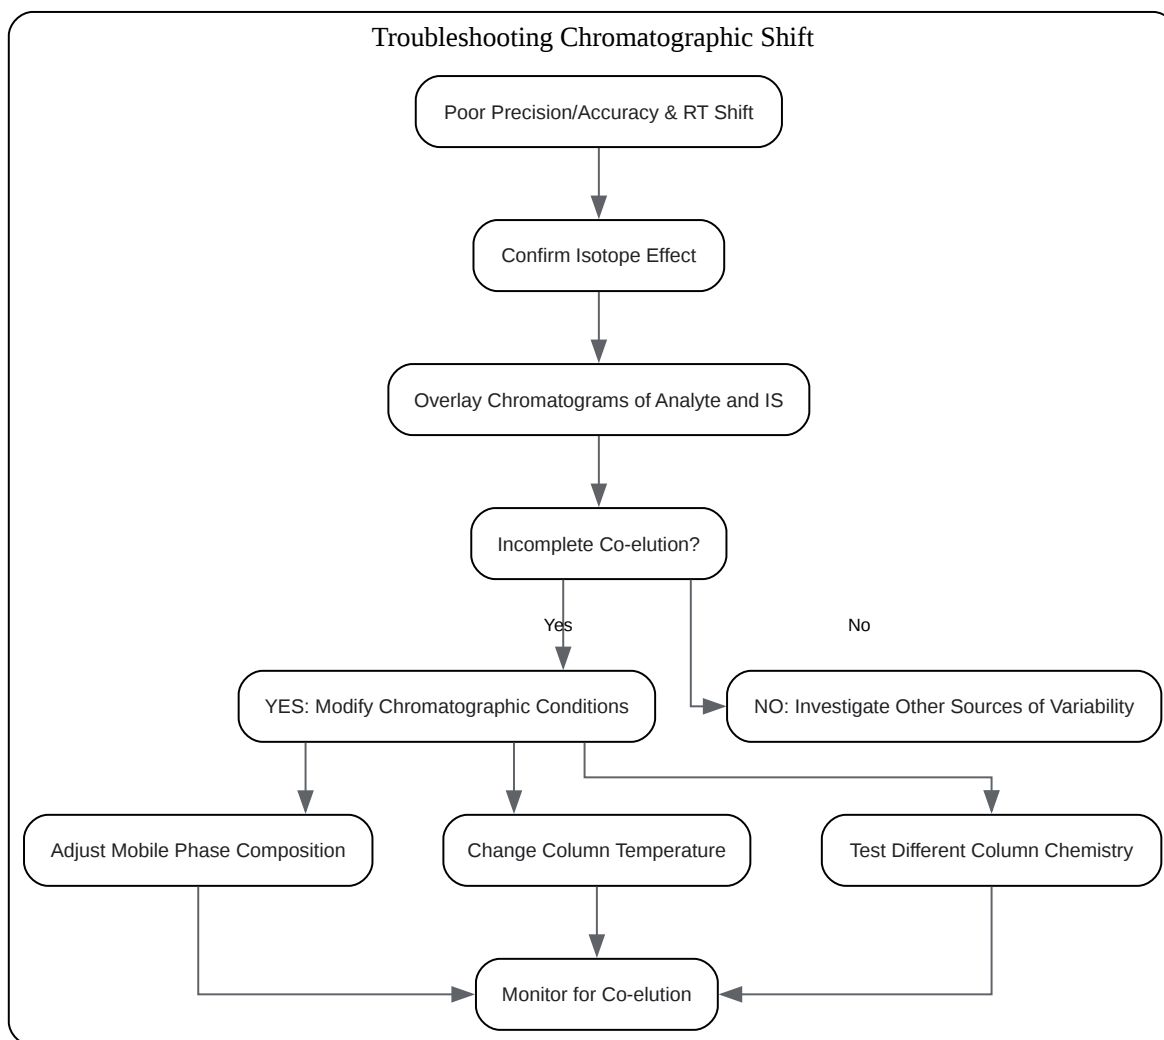 Troubleshooting Chromatographic Shift
Poor Precision/Accuracy & RT Shift
Confirm Isotope Effect
Overlay Chromatograms of Analyte and IS
Incomplete Co-elution?
Yes
No
YES: Modify Chromatographic Conditions
NO: Investigate Other Sources of Variability
Adjust Mobile Phase Composition
Change Column Temperature
Test Different Column Chemistry
Monitor for Co-elution